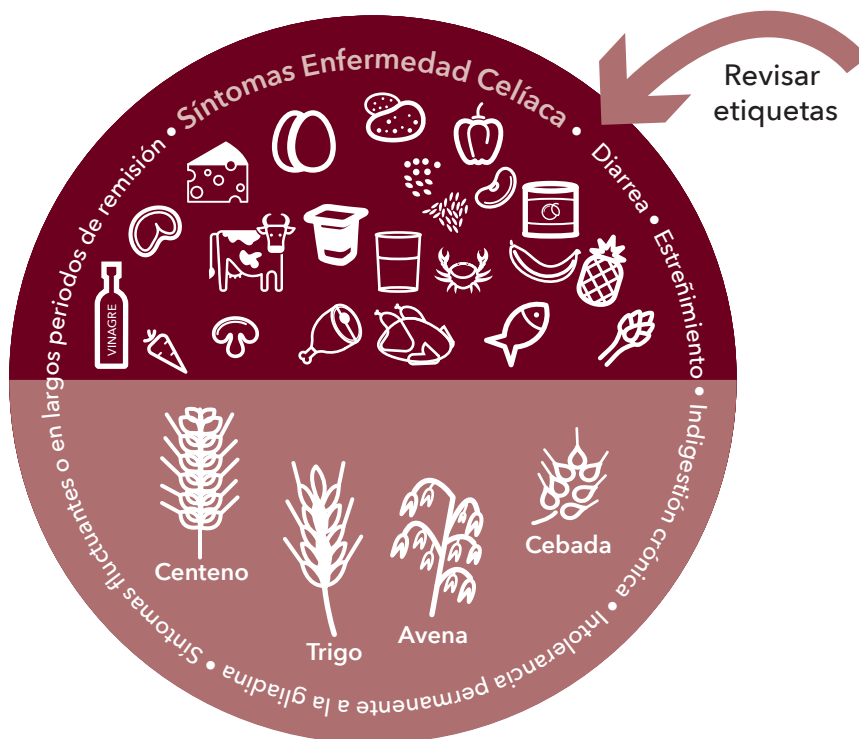 Síntomas Enfermedad Celíaca • Diarrea • Estreñimiento • Indigestión crónica • Intolerancia permanente a la gliadina • Síntomas fluctuantes o en largos periodos de remisión •
Revisar
etiquetas
VINAGRE
Centeno
Trigo
Avena
Cebada